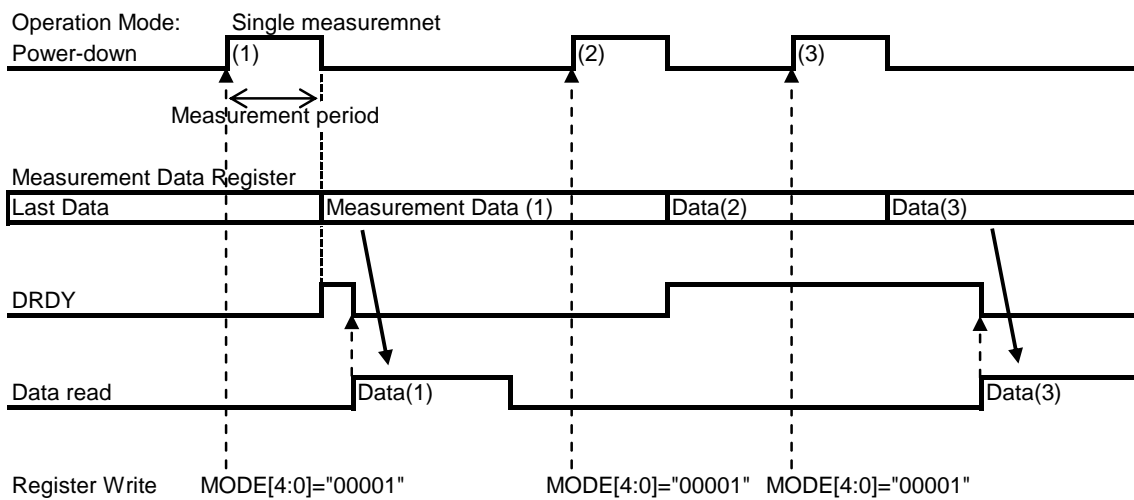 Operation Mode: Single measuremnet
Power-down (1) (2) (3)
Measurement period
Measurement Data Register
Last Data Measurement Data (1) Data(2) Data(3)
DRDY
Data read Data(1) Data(3)
Register Write MODE[4:0]="00001" MODE[4:0]="00001" MODE[4:0]="00001"